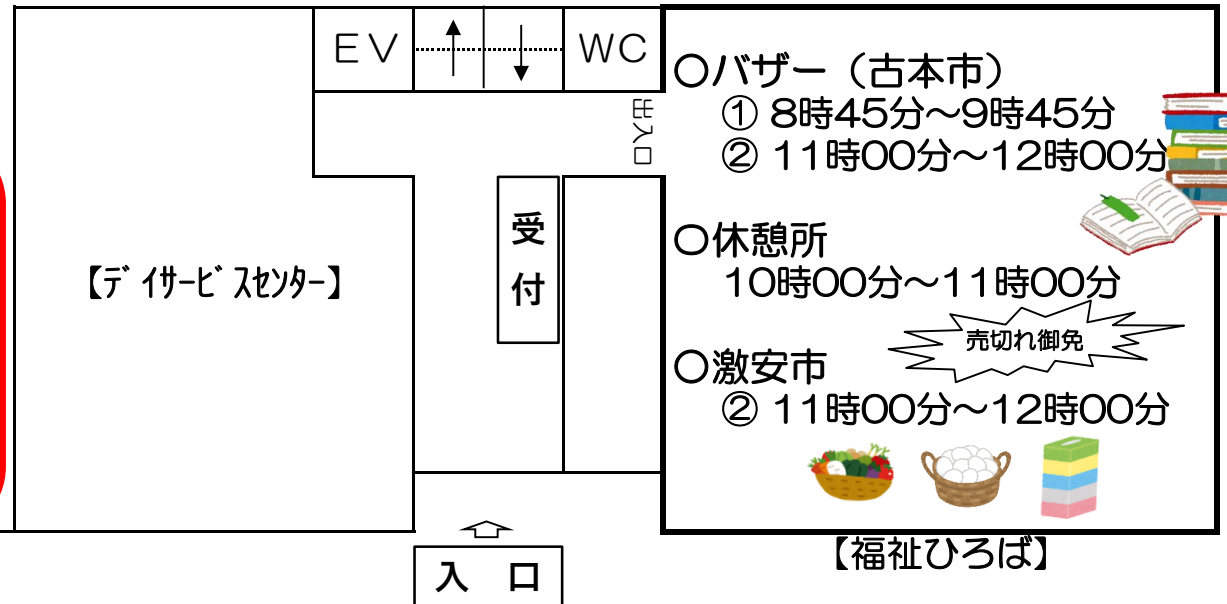 EV
WC
出入口
受付
【ﾃﾞｲｻｰﾋﾞｽｾﾝﾀｰ】
入　口
〇バザー（古本市）
① 8時45分～9時45分
② 11時00分～12時00分
〇休憩所
10時00分～11時00分
売切れ御免
〇激安市
② 11時00分～12時00分
【福祉ひろば】